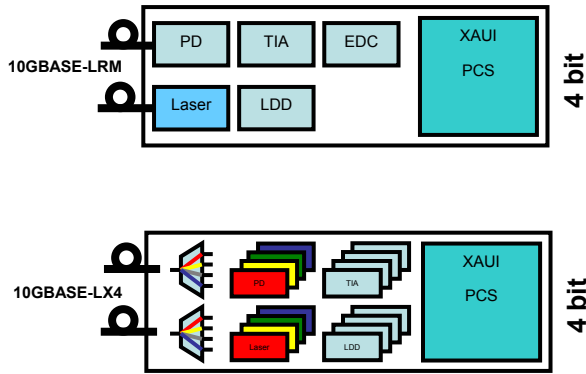 10GBASE-LRM
PD
TIA
EDC
XAUI
PCS
Laser
LDD
4 bit
10GBASE-LX4
PD
TIA
XAUI
PCS
Laser
LDD
4 bit